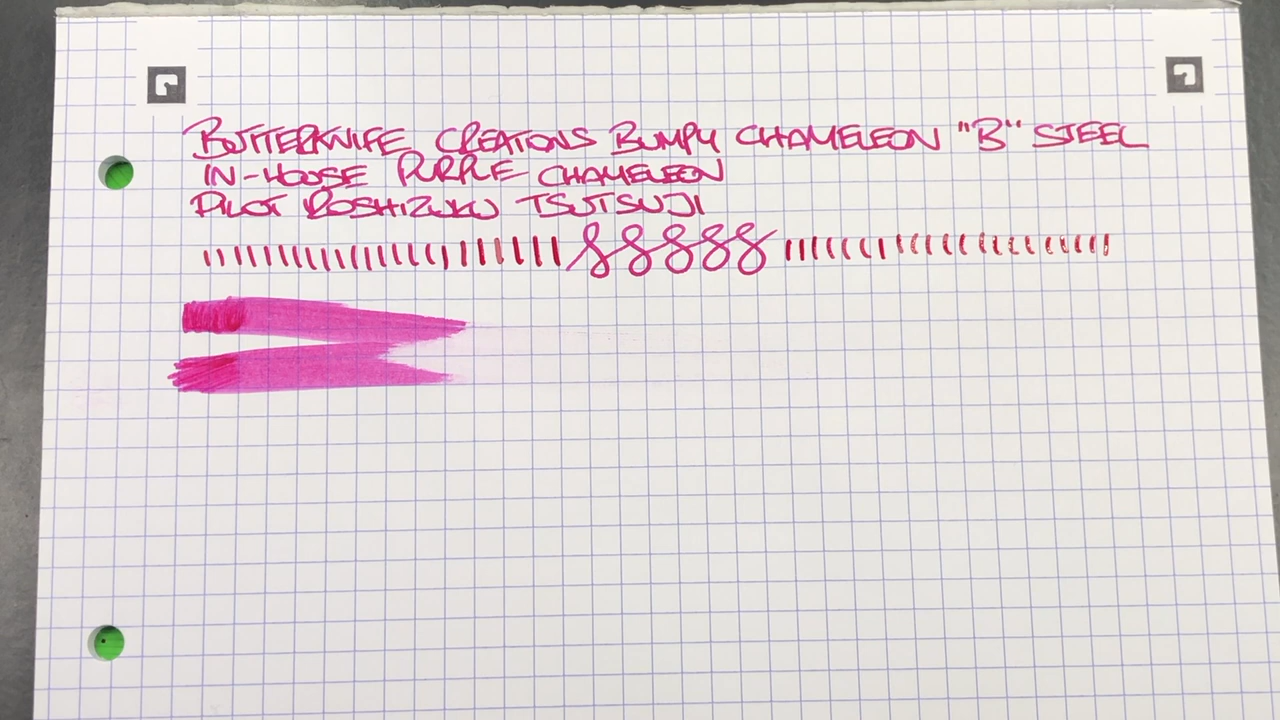 BUTTERKNIFE CREATIONS BUMPY CHAMELEON "B" STEEL
IN-HOUSE PURPLE CHAMELEON
PILOT IROSHIZUKU TSUTSUJI